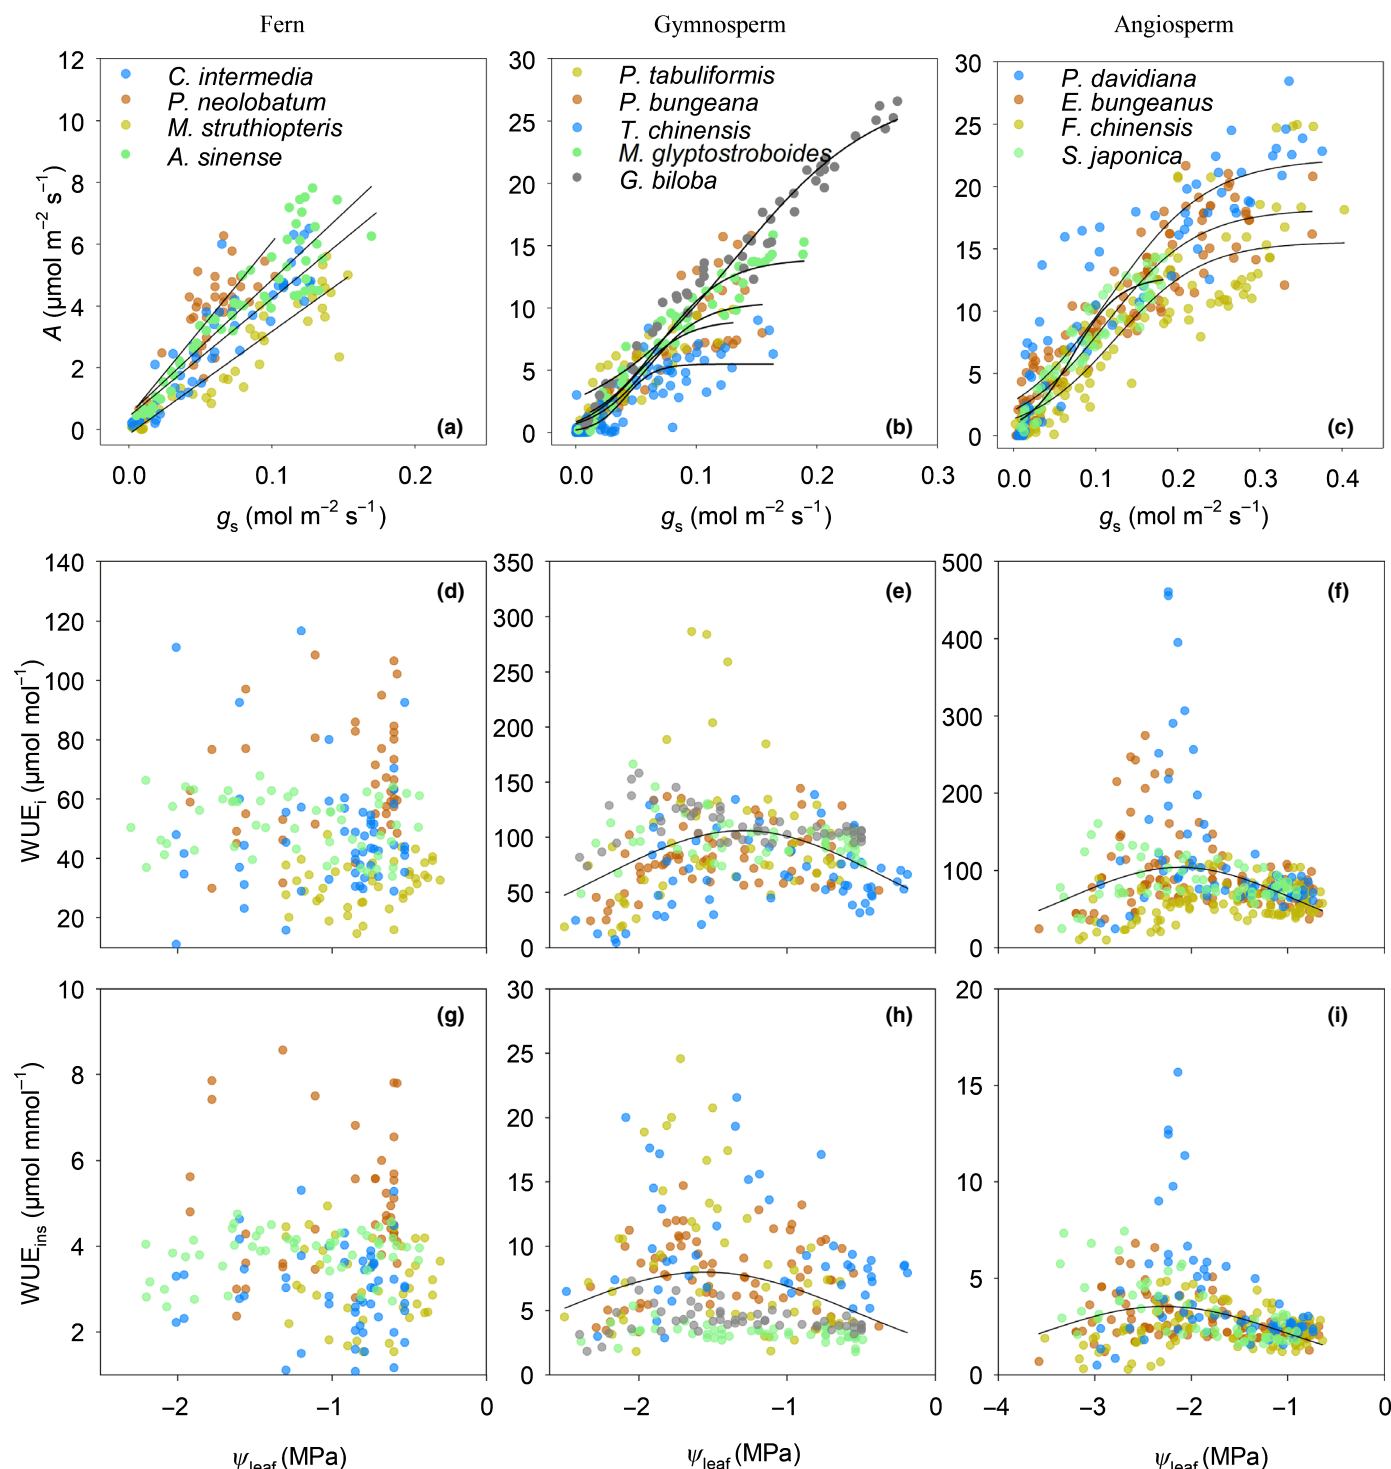 Fern Gymnosperm Angiosperm
A (µmol m−2 s−1)
12
10
8
6
4
2
0
C. intermedia
P. neolobatum
M. struthiopteris
A. sinense
(a)
0.0 0.1 0.2
gs (mol m−2 s−1)
30
25
20
15
10
5
0
P. tabuliformis
P. bungeana
T. chinensis
M. glyptostroboides
G. biloba
(b)
0.0 0.1 0.2 0.3
gs (mol m−2 s−1)
30
25
20
15
10
5
0
P. davidiana
E. bungeanus
F. chinensis
S. japonica
(c)
0.0 0.1 0.2 0.3 0.4
gs (mol m−2 s−1)
WUEi (µmol mol−1)
140
120
100
80
60
40
20
(d)
350
300
250
200
150
100
50
0
(e)
500
400
300
200
100
0
(f)
WUEins (µmol mmol−1)
10
8
6
4
2
(g)
−2 −1 0
ψleaf (MPa)
30
25
20
15
10
5
0
(h)
−2 −1 0
ψleaf (MPa)
20
15
10
5
0
(i)
−4 −3 −2 −1 0
ψleaf (MPa)